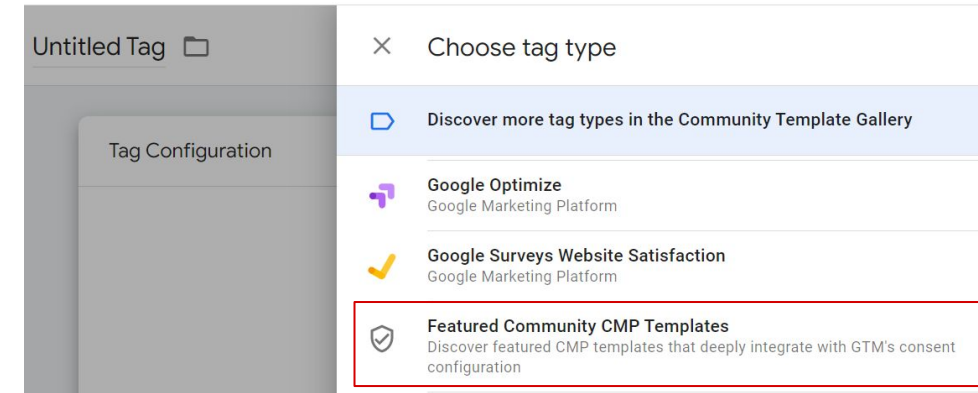 Untitled Tag
Choose tag type
Discover more tag types in the Community Template Gallery
Tag Configuration
Google Optimize
Google Marketing Platform
Google Surveys Website Satisfaction
Google Marketing Platform
Featured Community CMP Templates
Discover featured CMP templates that deeply integrate with GTM's consent
configuration